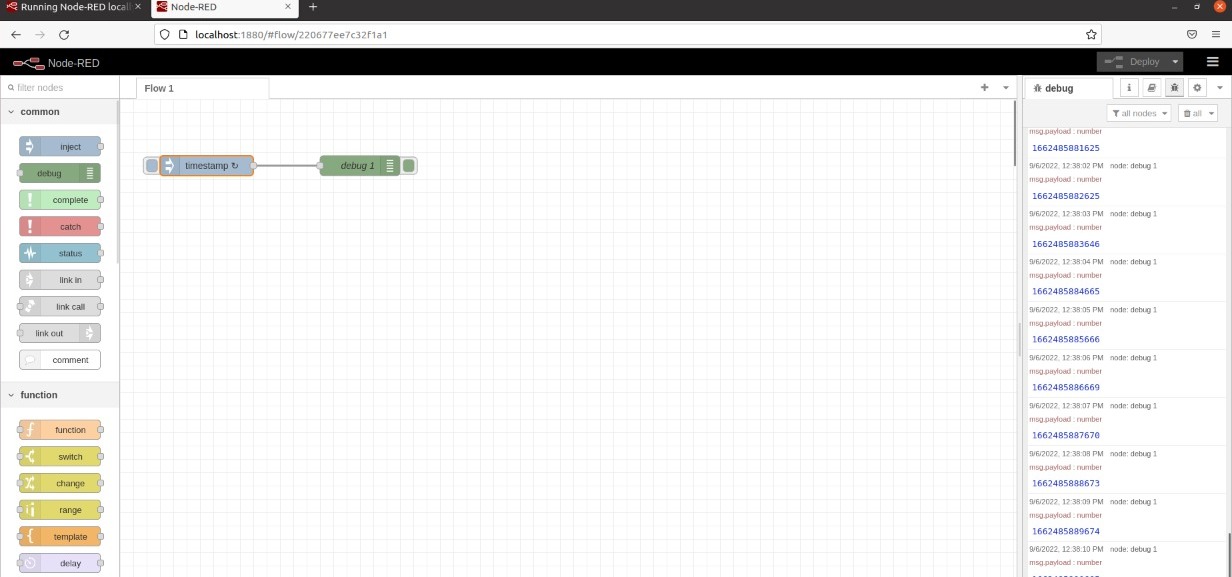 Running Node-RED locall
Node-RED
localhost:1880/#flow/220677ee7c32f1a1
Node-RED
Deploy
filter nodes
Flow 1
debug
common
all nodes
all
inject
debug
complete
catch
status
link in
link call
link out
comment
function
function
switch
change
range
template
delay
timestamp ↻
debug 1
msg.payload : number
1662485881625
9/6/2022, 12:38:02 PM node: debug 1
msg.payload : number
1662485882625
9/6/2022, 12:38:03 PM node: debug 1
msg.payload : number
1662485883646
9/6/2022, 12:38:04 PM node: debug 1
msg.payload : number
1662485884665
9/6/2022, 12:38:05 PM node: debug 1
msg.payload : number
1662485885666
9/6/2022, 12:38:06 PM node: debug 1
msg.payload : number
1662485886669
9/6/2022, 12:38:07 PM node: debug 1
msg.payload : number
1662485887670
9/6/2022, 12:38:08 PM node: debug 1
msg.payload : number
1662485888673
9/6/2022, 12:38:09 PM node: debug 1
msg.payload : number
1662485889674
9/6/2022, 12:38:10 PM node: debug 1
msg.payload : number